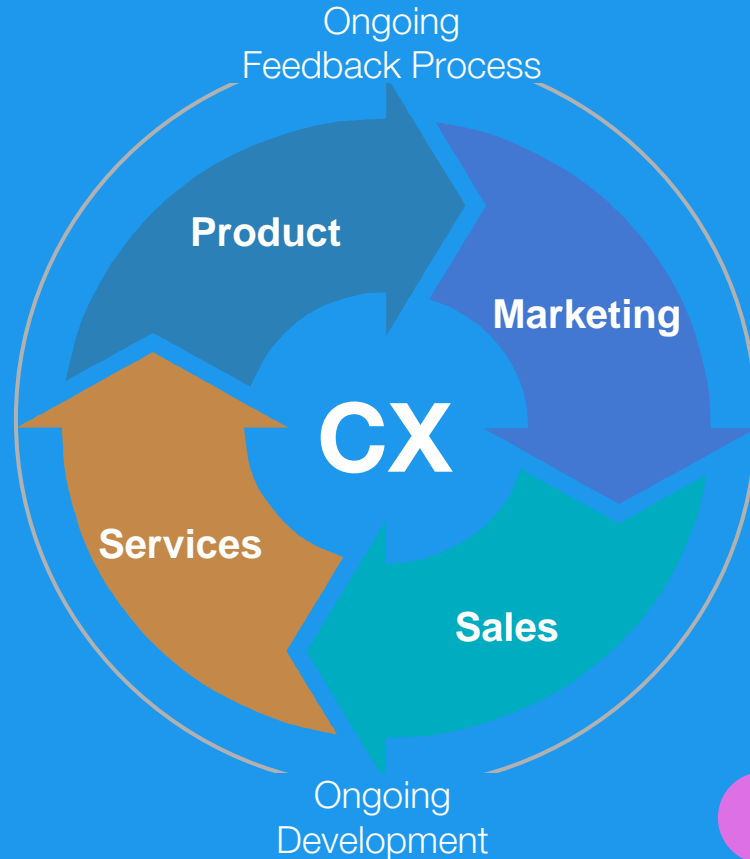 Ongoing
Feedback Process
Product
Marketing
CX
Services
Sales
Ongoing
Development